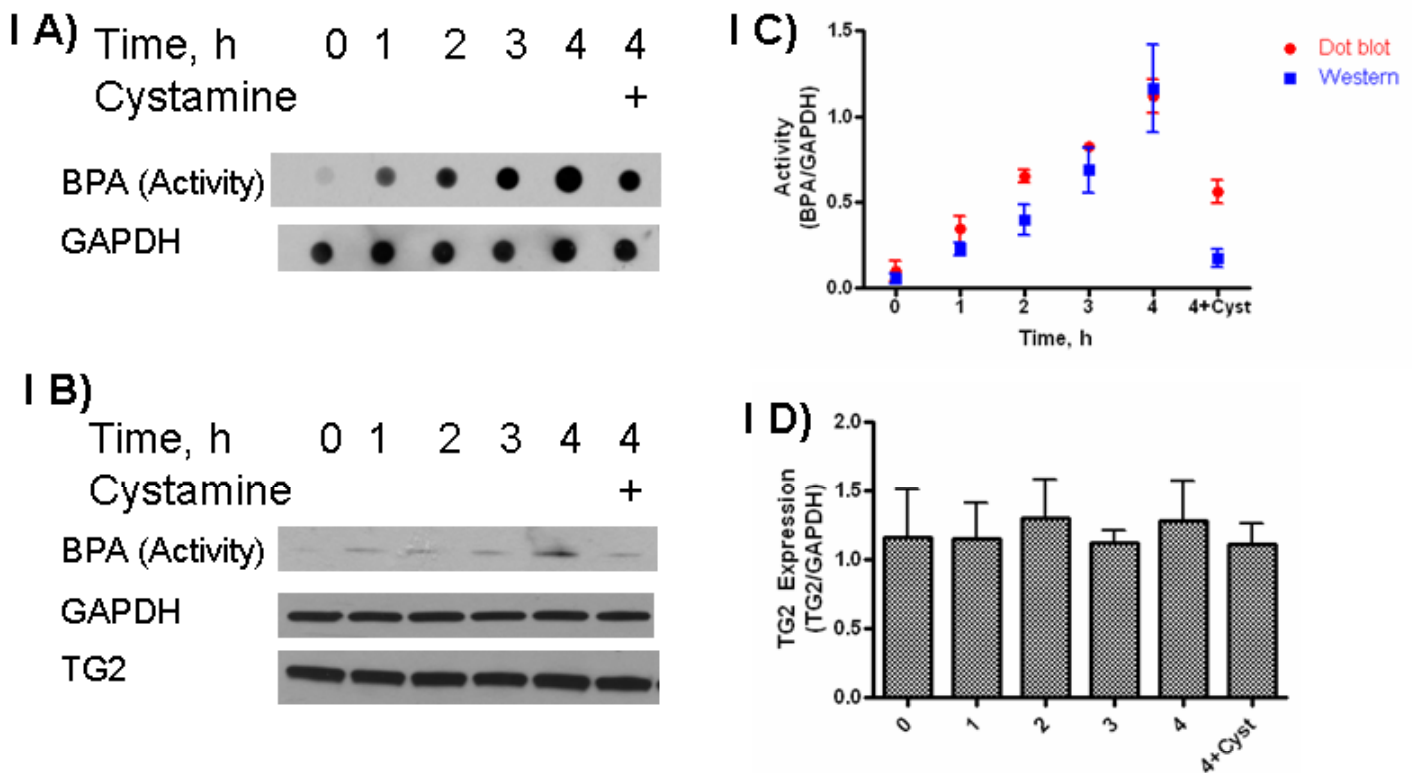 I A)
Time, h 0 1 2 3 4 4
Cystamine +
BPA (Activity)
GAPDH
I B)
Time, h 0 1 2 3 4 4
Cystamine +
BPA (Activity)
GAPDH
TG2
I C)
Activity
(BPA/GAPDH)
1.5
1.0
0.5
0.0
0 1 2 3 4 4+Cyst
Time, h
Dot blot
Western
I D)
TG2 Expression
(TG2/GAPDH)
2.0
1.5
1.0
0.5
0.0
0 1 2 3 4 4+Cyst